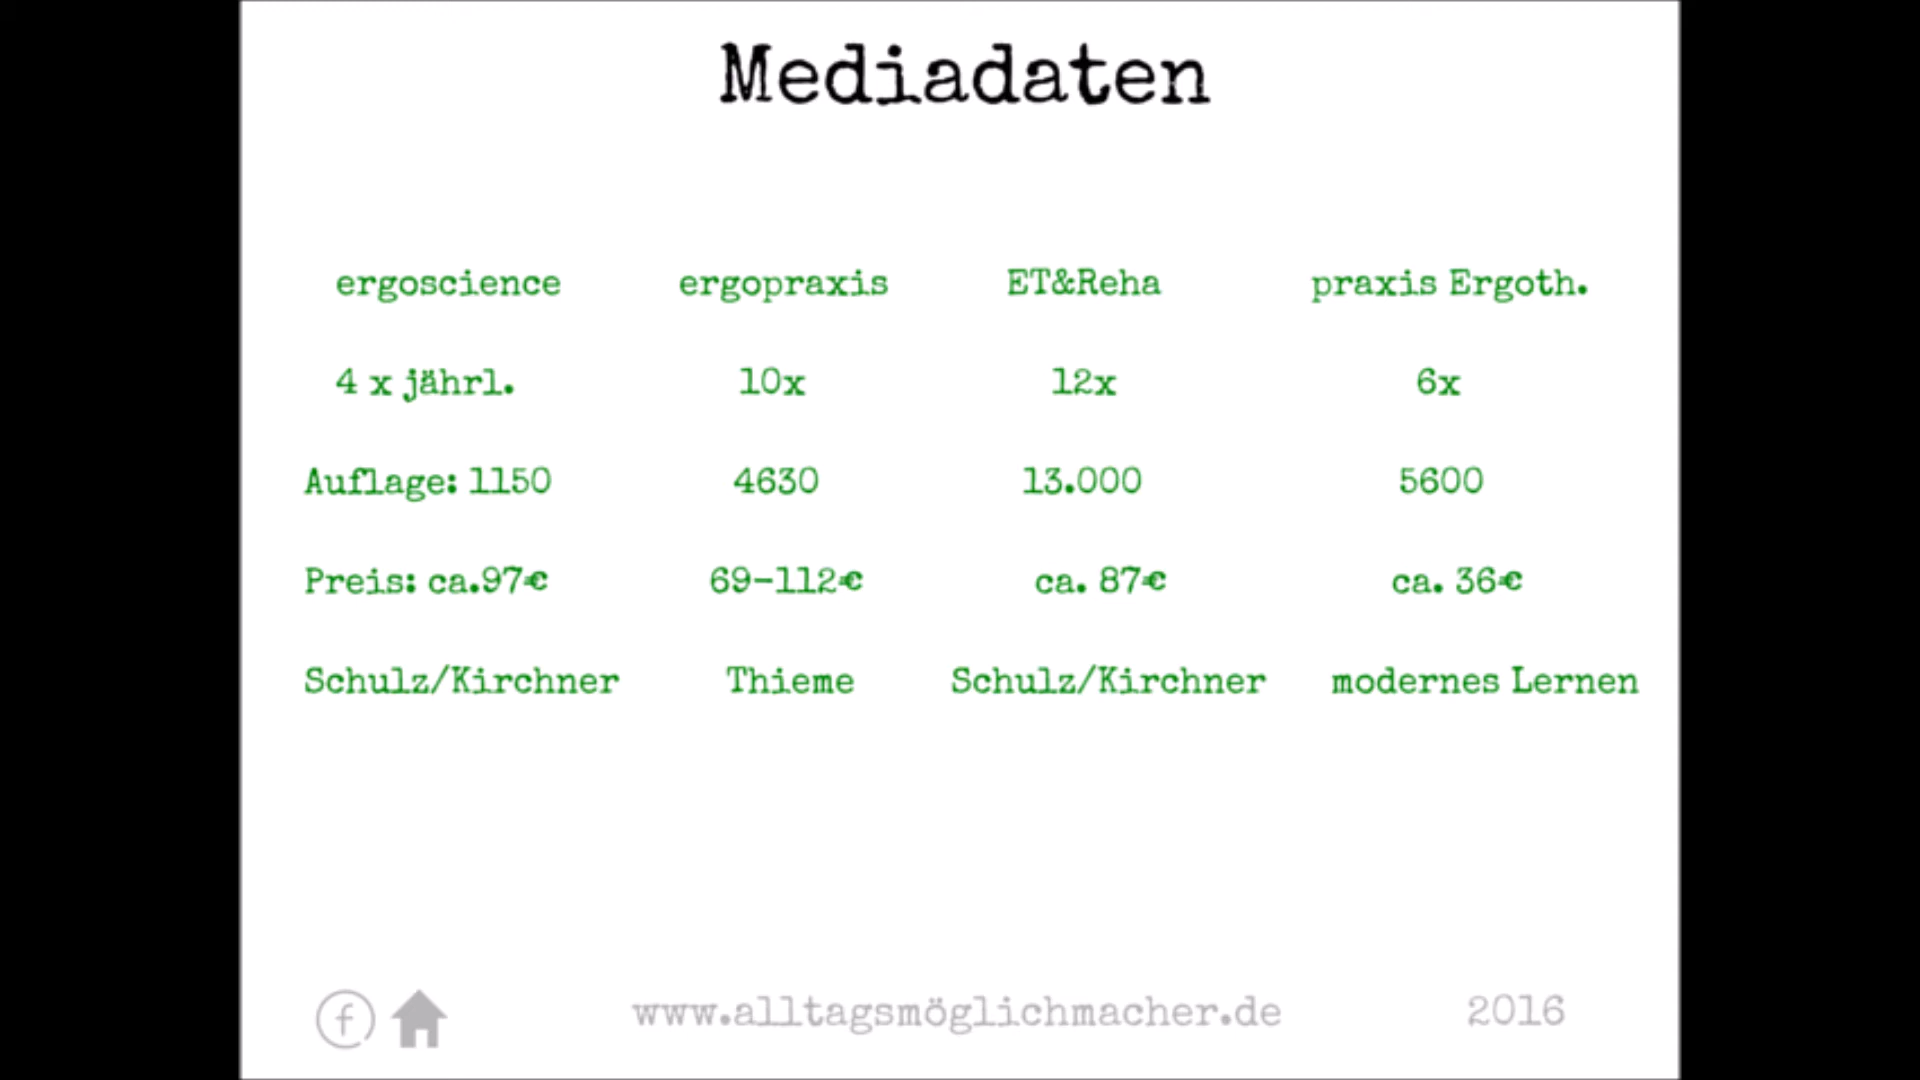 Mediadaten
ergoscience ergopraxis ET&Reha praxis Ergoth.
4 x jährl. 10x 12x 6x
Auflage: 1150 4630 13.000 5600
Preis: ca.97€ 69-112€ ca. 87€ ca. 36€
Schulz/Kirchner Thieme Schulz/Kirchner modernes Lernen
f www.alltagsmöglichmacher.de 2016